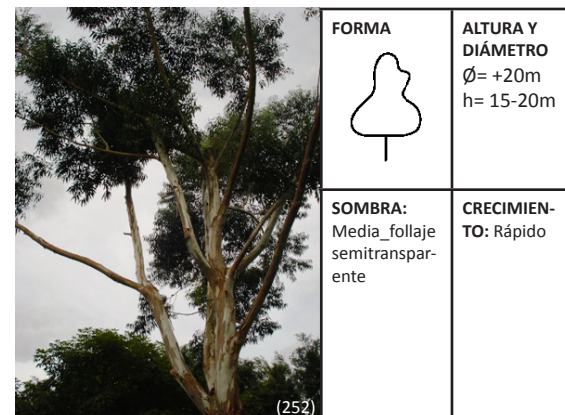 FORMA
ALTURA Y
DIÁMETRO
Ø= +20m
h= 15-20m
SOMBRA:
Media_follaje
semitranspar-
ente
CRECIMIEN-
TO: Rápido
(252)